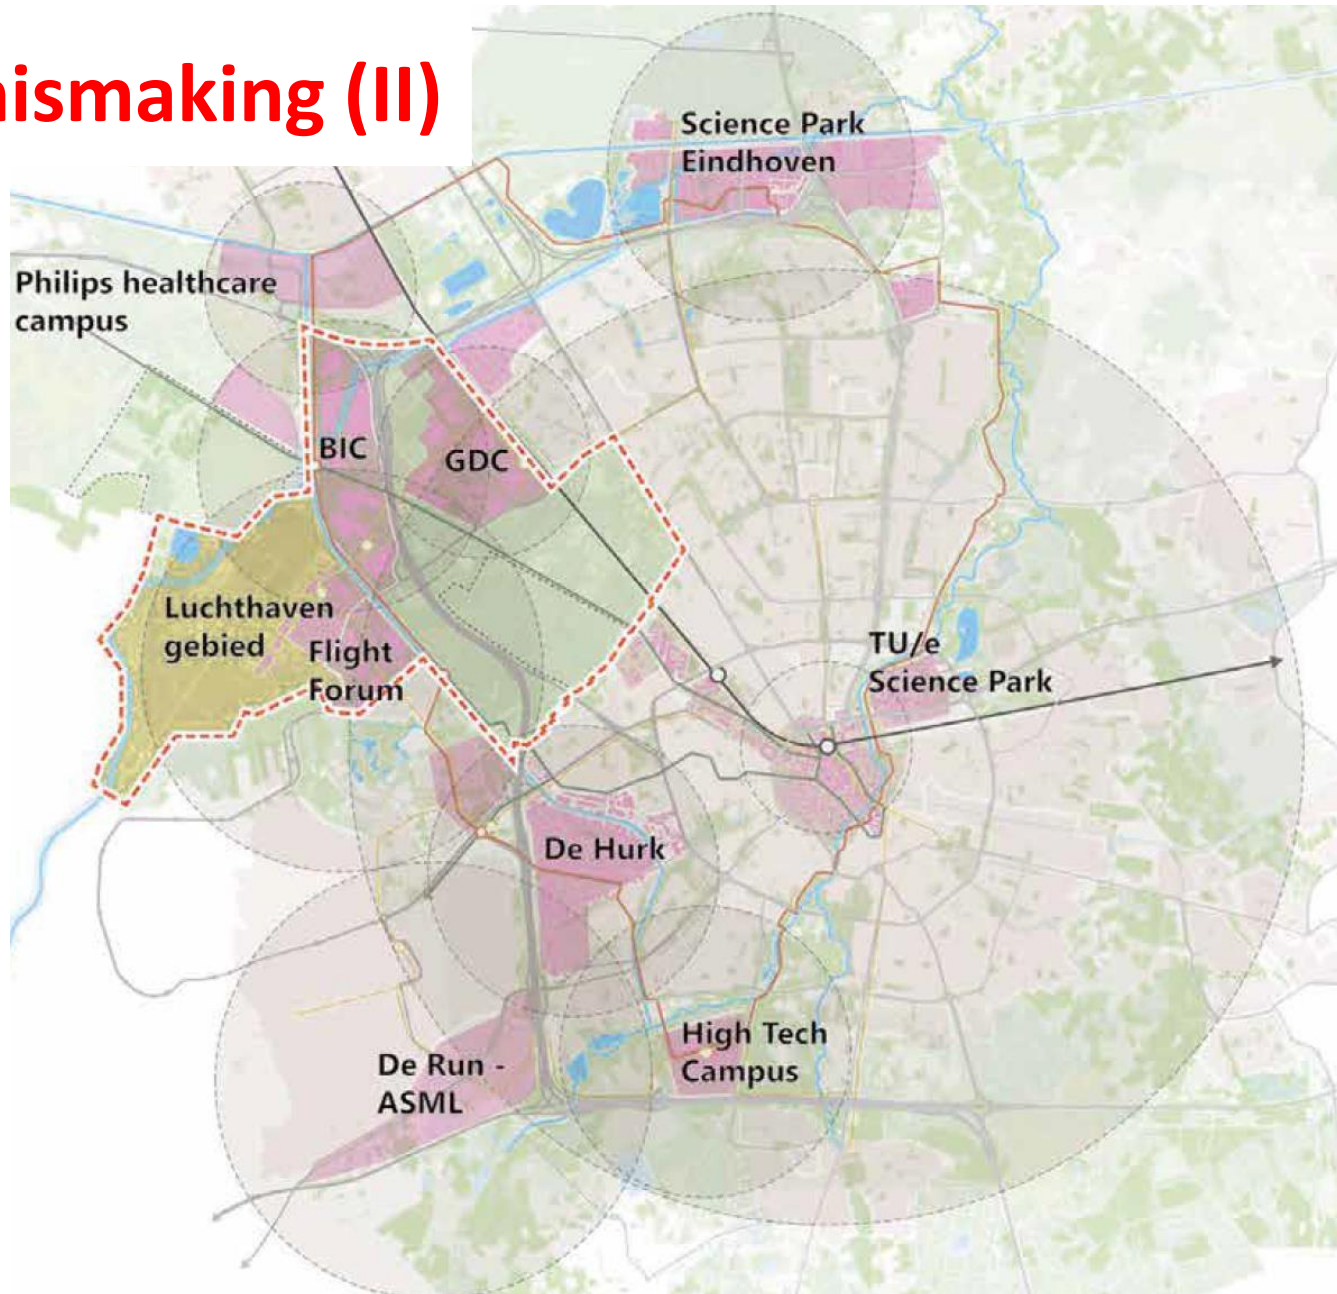 nismaking (II)
Science Park
Eindhoven
Philips healthcare
campus
BIC
GDC
Luchthaven
gebied
Flight
Forum
TU/e
Science Park
De Hurk
High Tech
Campus
De Run -
ASML